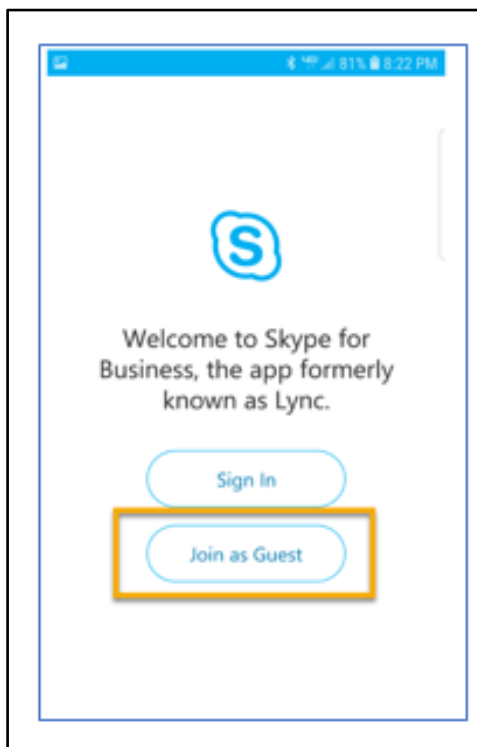 81% 8:22 PM
S
Welcome to Skype for
Business, the app formerly
known as Lync.
Sign In
Join as Guest